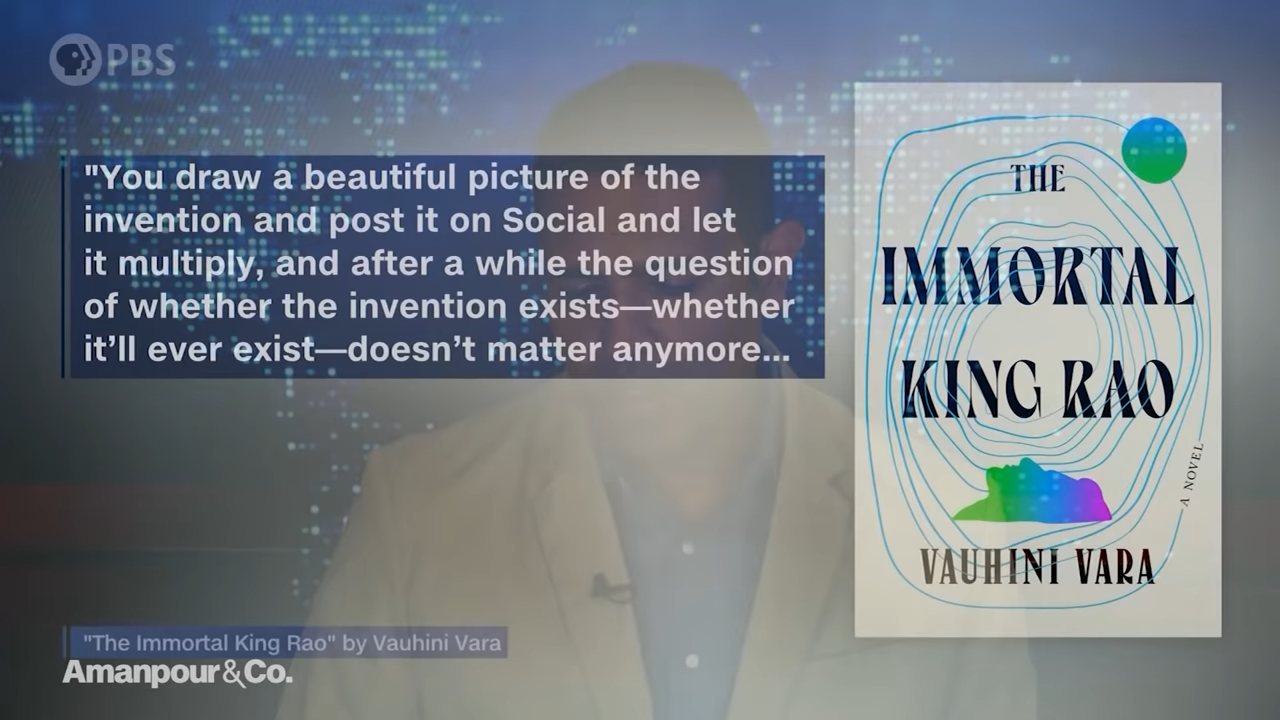 PBS
"You draw a beautiful picture of the
invention and post it on Social and let
it multiply, and after a while the question
of whether the invention exists—whether
it'll ever exist—doesn't matter anymore...
THE
IMMORTAL
KING RAO
A NOVEL
VAUHINI VARA
"The Immortal King Rao" by Vauhini Vara
Amanpour&Co.